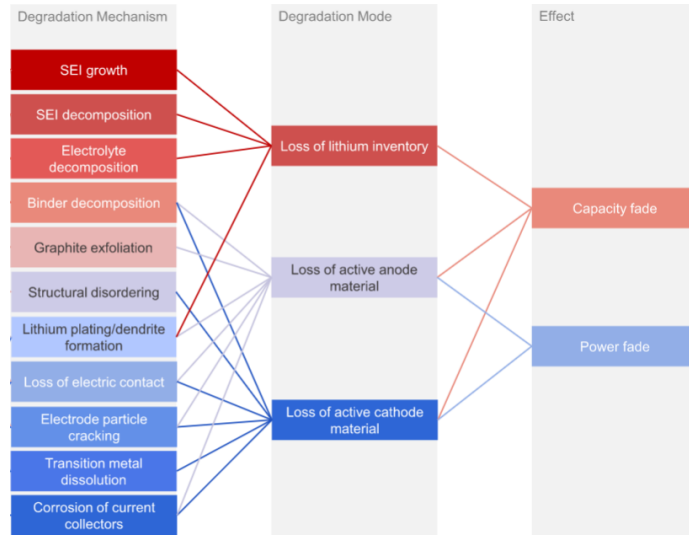 Degradation Mechanism
Degradation Mode
Effect
SEI growth
SEI decomposition
Electrolyte
decomposition
Binder decomposition
Graphite exfoliation
Structural disordering
Lithium plating/dendrite
formation
Loss of electric contact
Electrode particle
cracking
Transition metal
dissolution
Corrosion of current
collectors
Loss of lithium inventory
Loss of active anode
material
Loss of active cathode
material
Capacity fade
Power fade